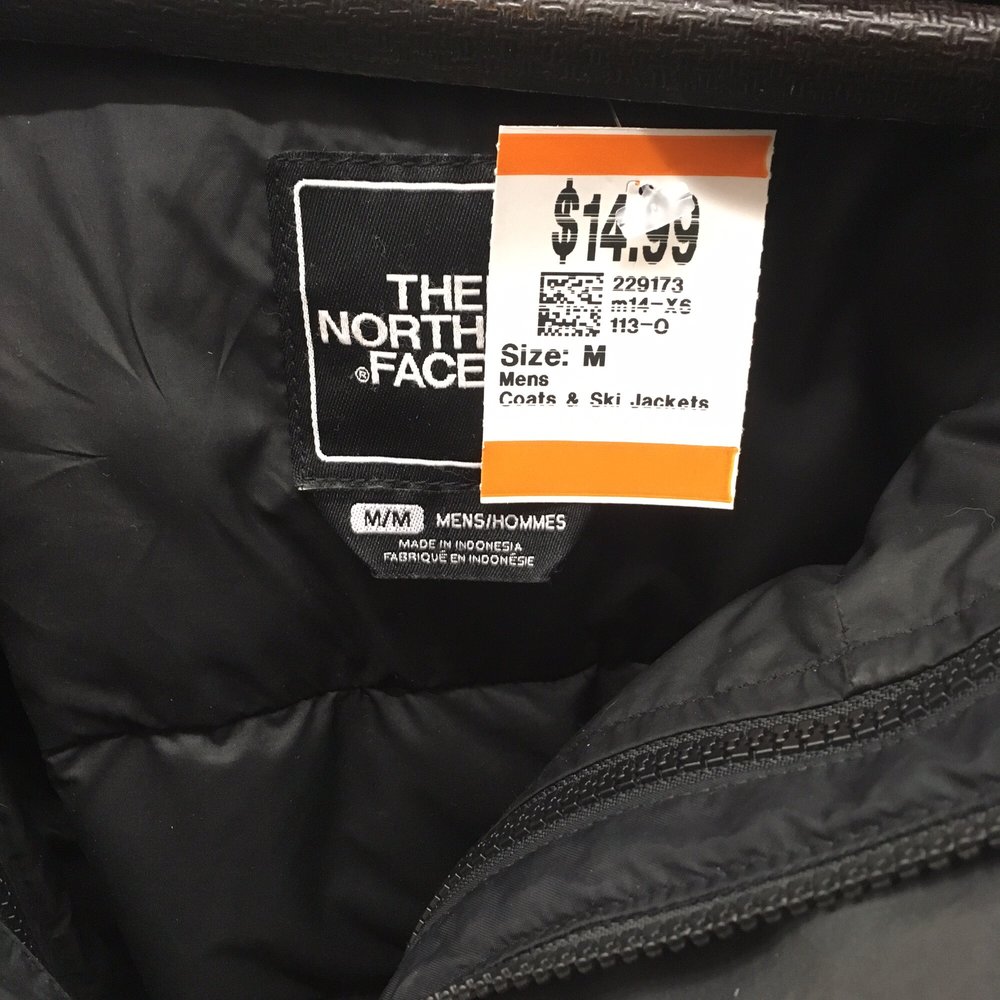 THE
NORTH
FACE
®
M/M MENS/HOMMES
MADE IN INDONESIA
FABRIQUÉ EN INDONÉSIE
$14.99
229173
m14-X6
113-0
Size: M
Mens
Coats & Ski Jackets